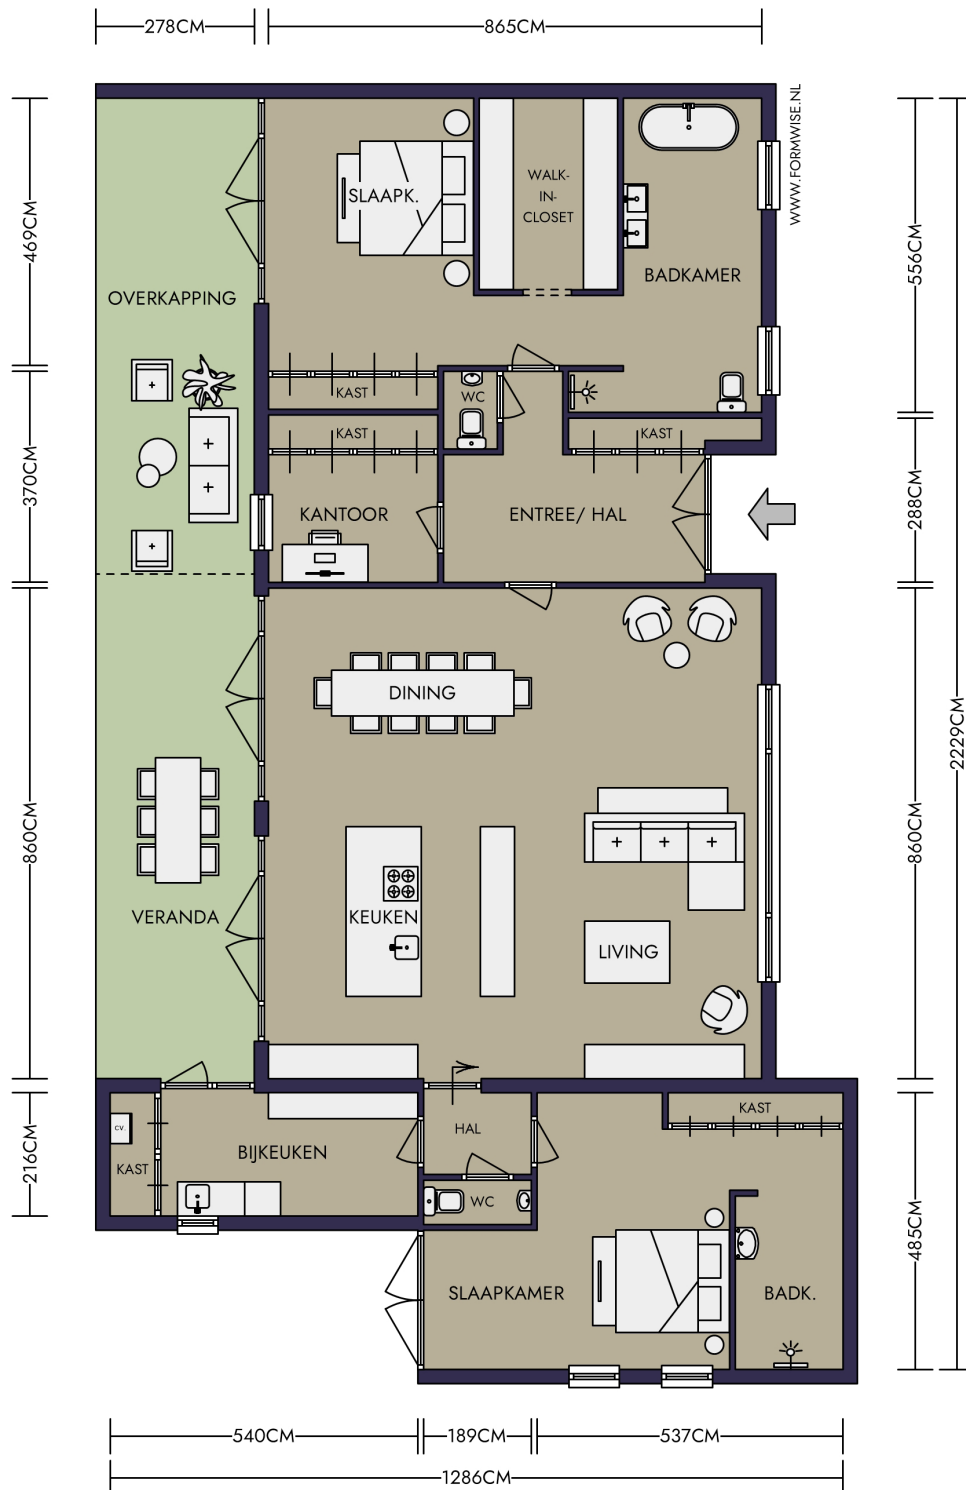 278CM
865CM
WWW.FORMWISE.NL
469CM
SLAAPK.
WALK-
IN-
CLOSET
BADKAMER
556CM
OVERKAPPING
KAST
WC
KAST
KAST
370CM
KANTOOR
ENTREE/ HAL
288CM
2229CM
DINING
860CM
860CM
VERANDA
KEUKEN
LIVING
KAST
CV.
HAL
216CM
KAST
BIJKEUKEN
WC
485CM
SLAAPKAMER
BADK.
540CM
189CM
537CM
1286CM